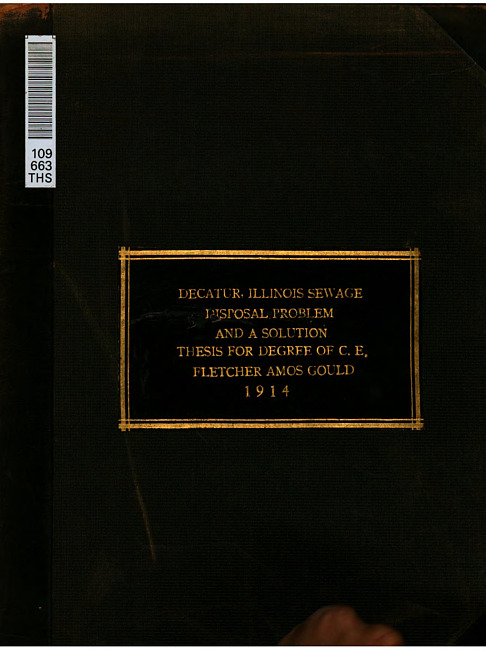 109
663
THS
DECATUR, ILLINOIS SEWAGE
DISPOSAL PROBLEM
AND A SOLUTION
THESIS FOR DEGREE OF C. E.
FLETCHER AMOS GOULD
1914